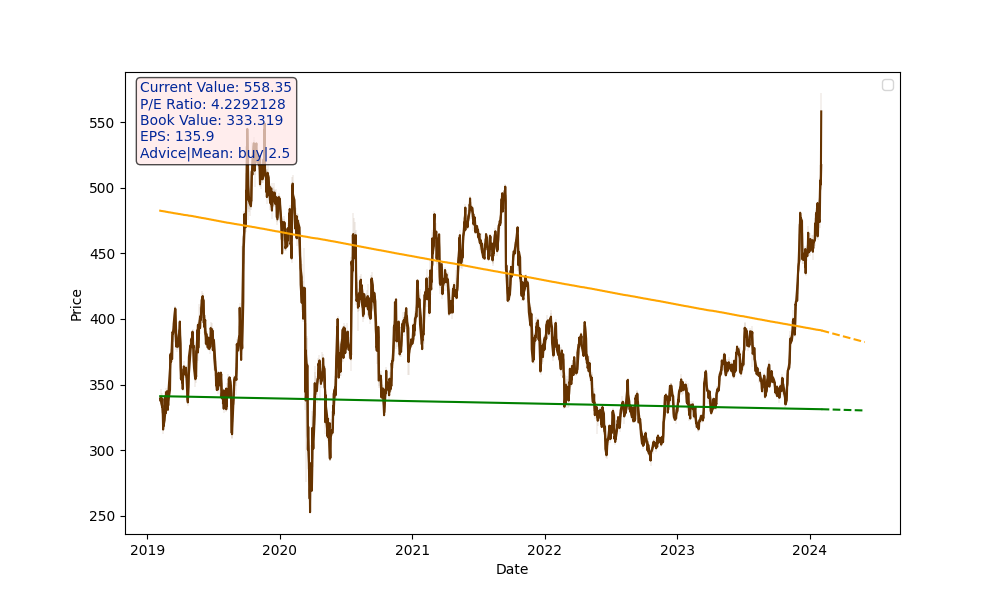 Current Value: 558.35
P/E Ratio: 4.2292128
Book Value: 333.319
EPS: 135.9
Advice|Mean: buy|2.5
Price
550
500
450
400
350
300
250
2019 2020 2021 2022 2023 2024
Date